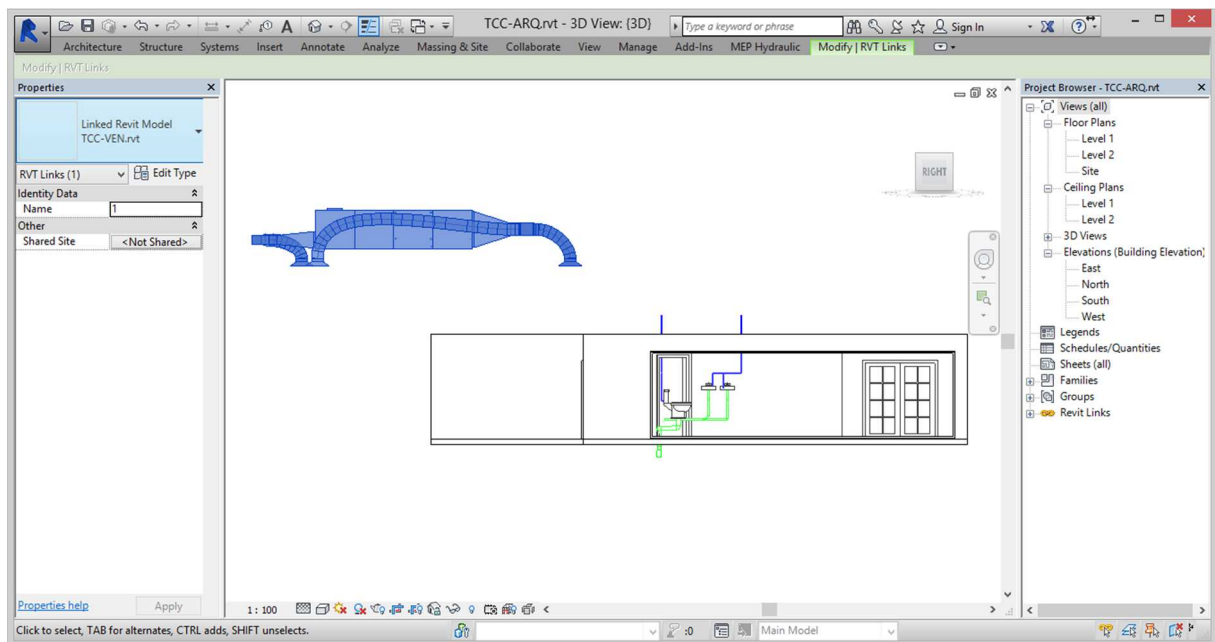 TCC-ARQ.rvt - 3D View: {3D}
Type a keyword or phrase
Sign In
Architecture Structure Systems Insert Annotate Analyze Massing & Site Collaborate View Manage Add-Ins MEP Hydraulic Modify | RVT Links
Modify | RVT Links
Properties
Linked Revit Model
TCC-VEN.rvt
RVT Links (1)
Edit Type
Identity Data
Name
1
Other
Shared Site
<Not Shared>
Properties help
Apply
RIGHT
1 : 100
Project Browser - TCC-ARQ.rvt
Views (all)
Floor Plans
Level 1
Level 2
Site
Ceiling Plans
Level 1
Level 2
3D Views
Elevations (Building Elevation)
East
North
South
West
Legends
Schedules/Quantities
Sheets (all)
Families
Groups
Revit Links
Click to select, TAB for alternates, CTRL adds, SHIFT unselects.
:0
Main Model